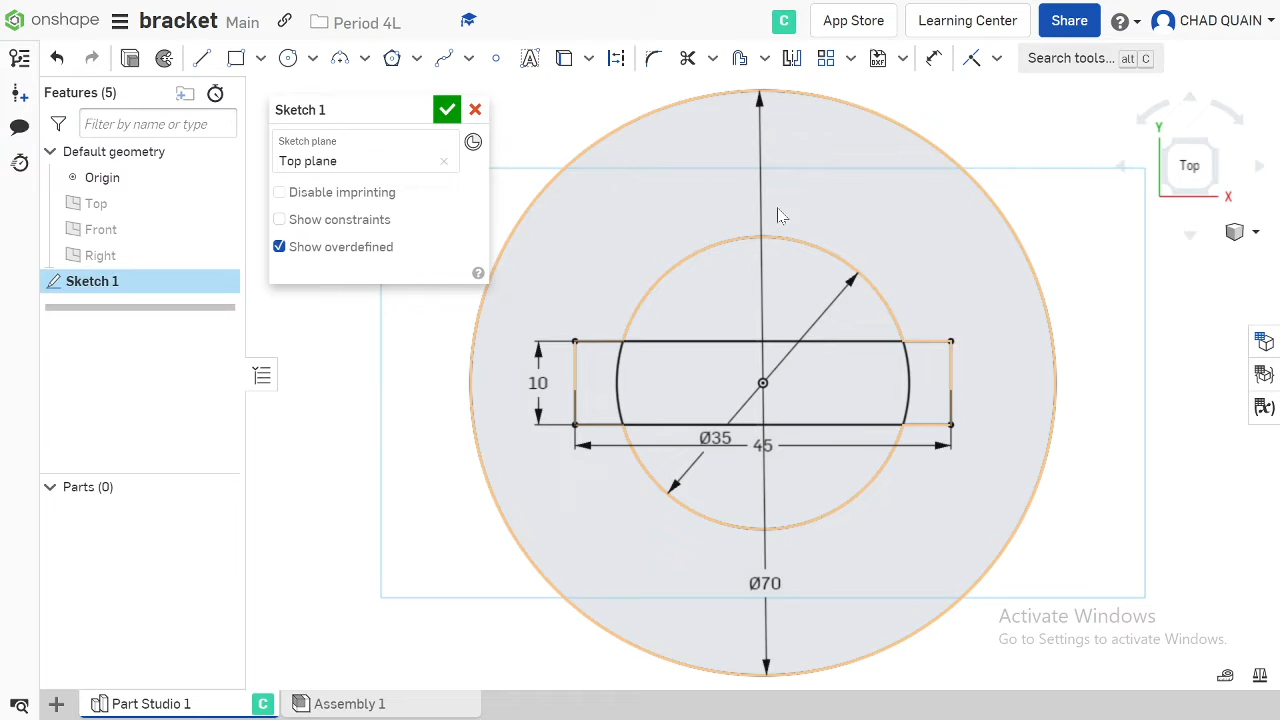 onshape bracket Main Period 4L C App Store Learning Center Share CHAD QUAIN
Search tools... alt C
Features (5)
Filter by name or type
Default geometry
Origin
Top
Front
Right
Sketch 1
Parts (0)
Sketch 1
Sketch plane
Top plane
Disable imprinting
Show constraints
Show overdefined
10
Ø35
45
Ø70
Y
Top
X
Activate Windows
Go to Settings to activate Windows.
Part Studio 1 C Assembly 1